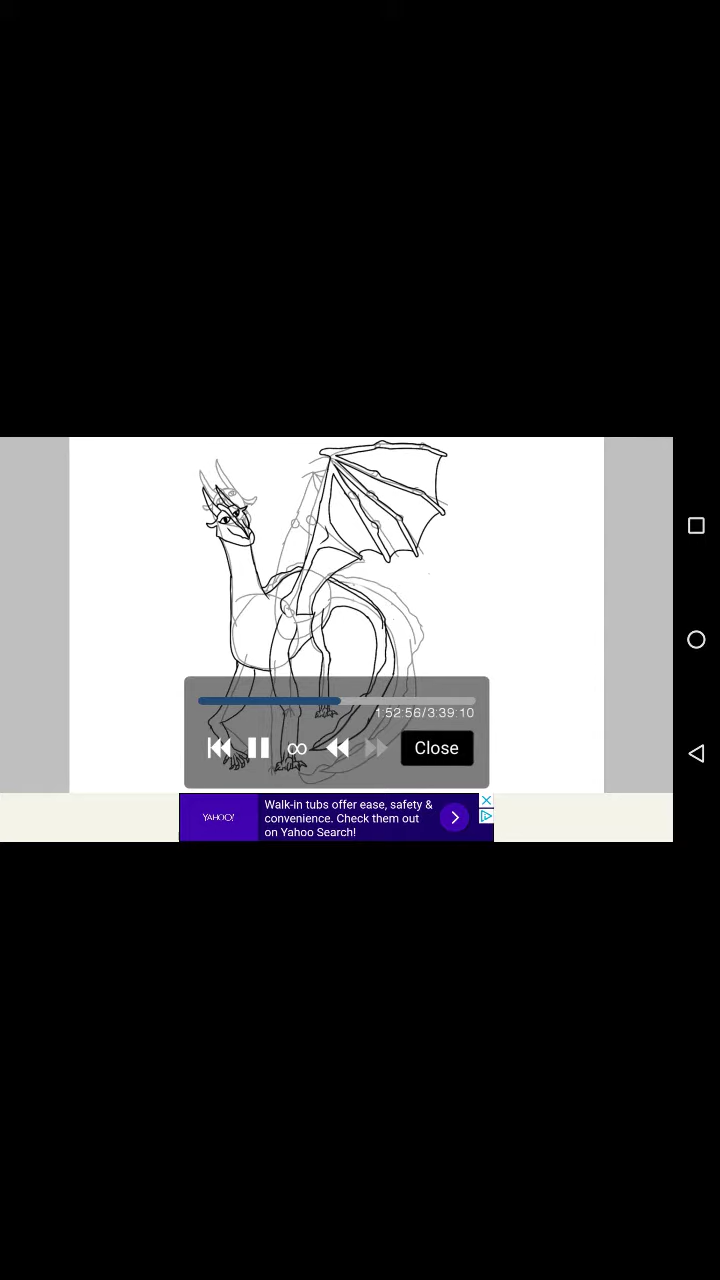 1:52:56/3:39:10
Close
YAHOO!
Walk-in tubs offer ease, safety &
convenience. Check them out
on Yahoo Search!